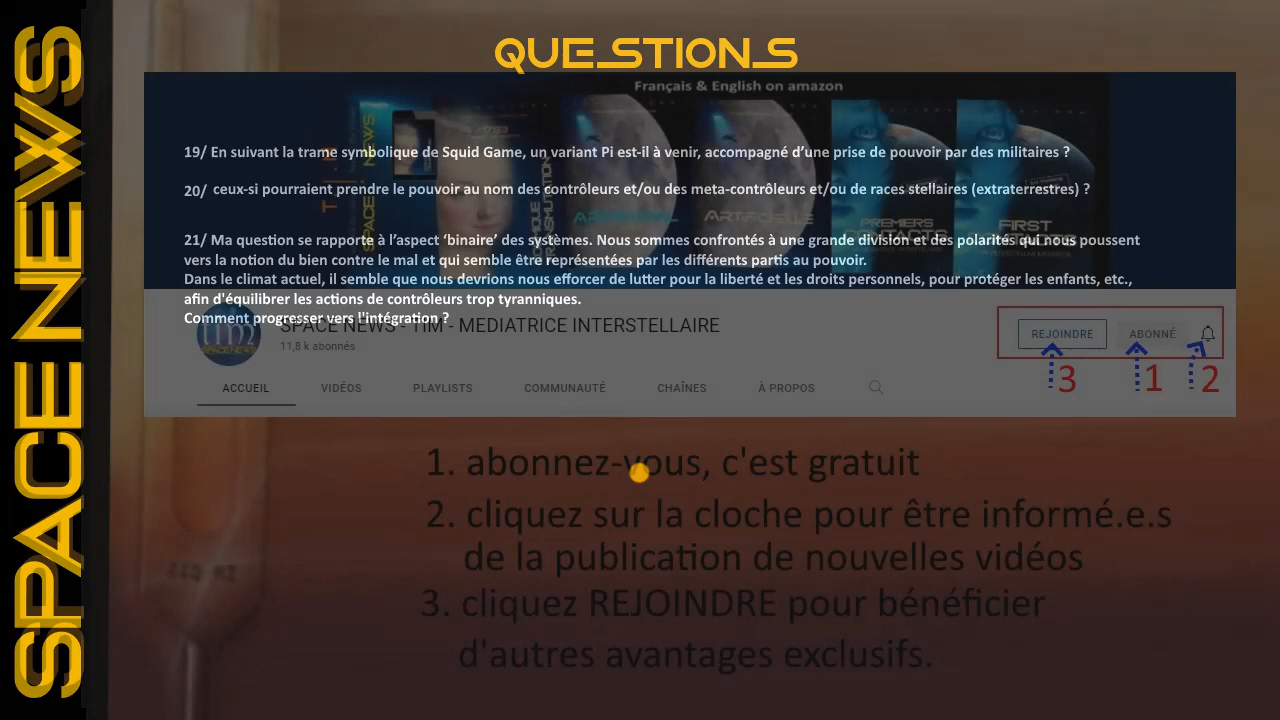 SPACE NEWS
QUESTIONS
Français & English on amazon
19/ En suivant la trame symbolique de Squid Game, un variant Pi est-il à venir, accompagné d’une prise de pouvoir par des militaires ?
20/ ceux-si pourraient prendre le pouvoir au nom des contrôleurs et/ou des meta-contrôleurs et/ou de races stellaires (extraterrestres) ?
21/ Ma question se rapporte à l’aspect ‘binaire’ des systèmes. Nous sommes confrontés à une grande division et des polarités qui nous poussent
vers la notion du bien contre le mal et qui semble être représentées par les différents partis au pouvoir.
Dans le climat actuel, il semble que nous devrions nous efforcer de lutter pour la liberté et les droits personnels, pour protéger les enfants, etc.,
afin d'équilibrer les actions de contrôleurs trop tyranniques.
Comment progresser vers l'intégration ?
SPACE NEWS
TRANSMUTATION
ARTIFICIELLE
PREMIERS CONTACTS
FIRST CONTACTS
SPACE NEWS - TIM - MEDIATRICE INTERSTELLAIRE
11,8 k abonnés
REJOINDRE
ABONNÉ
3
1
2
ACCUEIL VIDÉOS PLAYLISTS COMMUNAUTÉ CHAÎNES À PROPOS
1. abonnez-vous, c'est gratuit
2. cliquez sur la cloche pour être informé.e.s
de la publication de nouvelles vidéos
3. cliquez REJOINDRE pour bénéficier
d'autres avantages exclusifs.